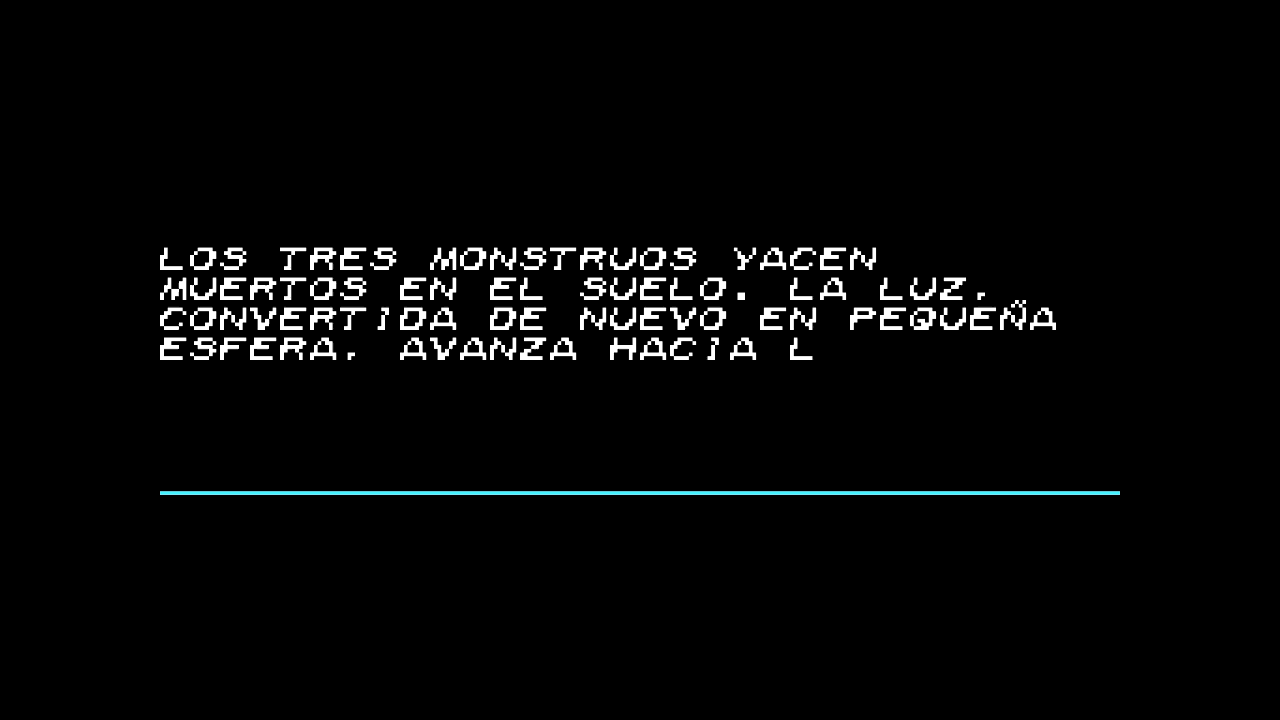 LOS TRES MONSTRUOS YACEN
MUERTOS EN EL SUELO. LA LUZ,
CONVERTIDA DE NUEVO EN PEQUEÑA
ESFERA, AVANZA HACIA L